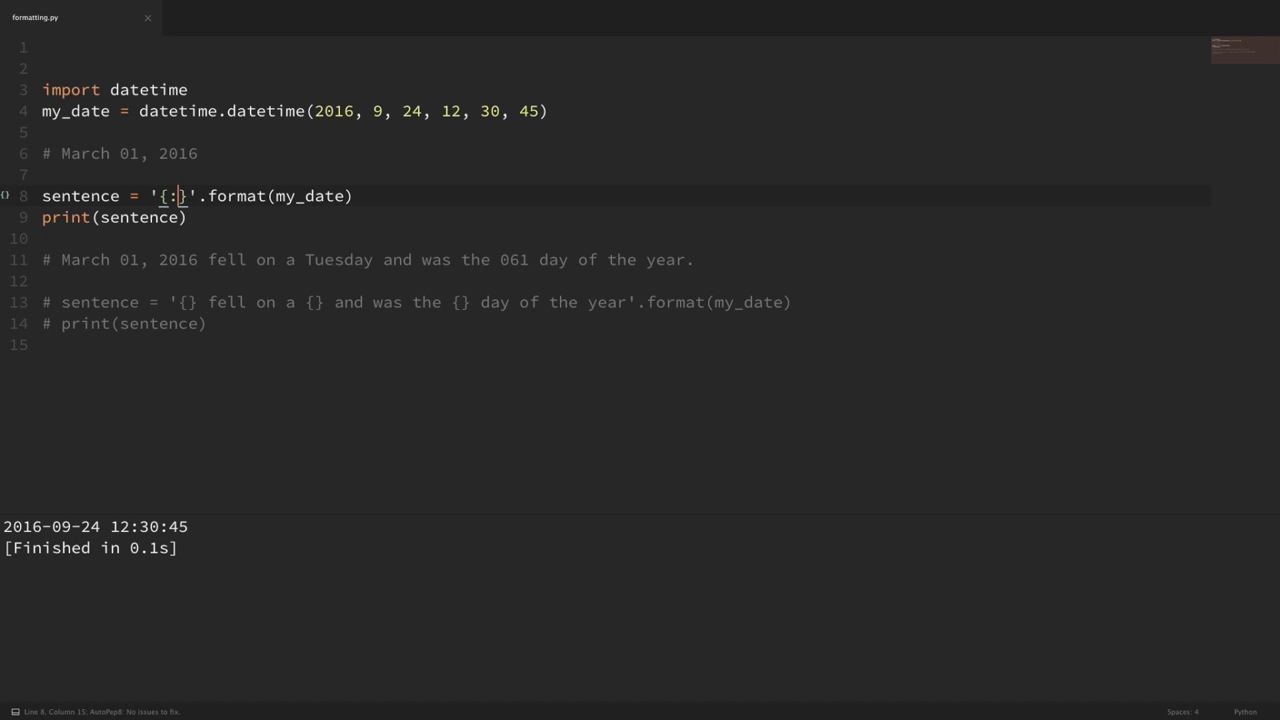 formatting.py ×
1
2
3 import datetime
4 my_date = datetime.datetime(2016, 9, 24, 12, 30, 45)
5
6 # March 01, 2016
7
{} 8 sentence = '{:}'.format(my_date)
9 print(sentence)
10
11 # March 01, 2016 fell on a Tuesday and was the 061 day of the year.
12
13 # sentence = '{} fell on a {} and was the {} day of the year'.format(my_date)
14 # print(sentence)
15
2016-09-24 12:30:45
[Finished in 0.1s]
Line 8, Column 15; AutoPep8: No issues to fix. Spaces: 4 Python